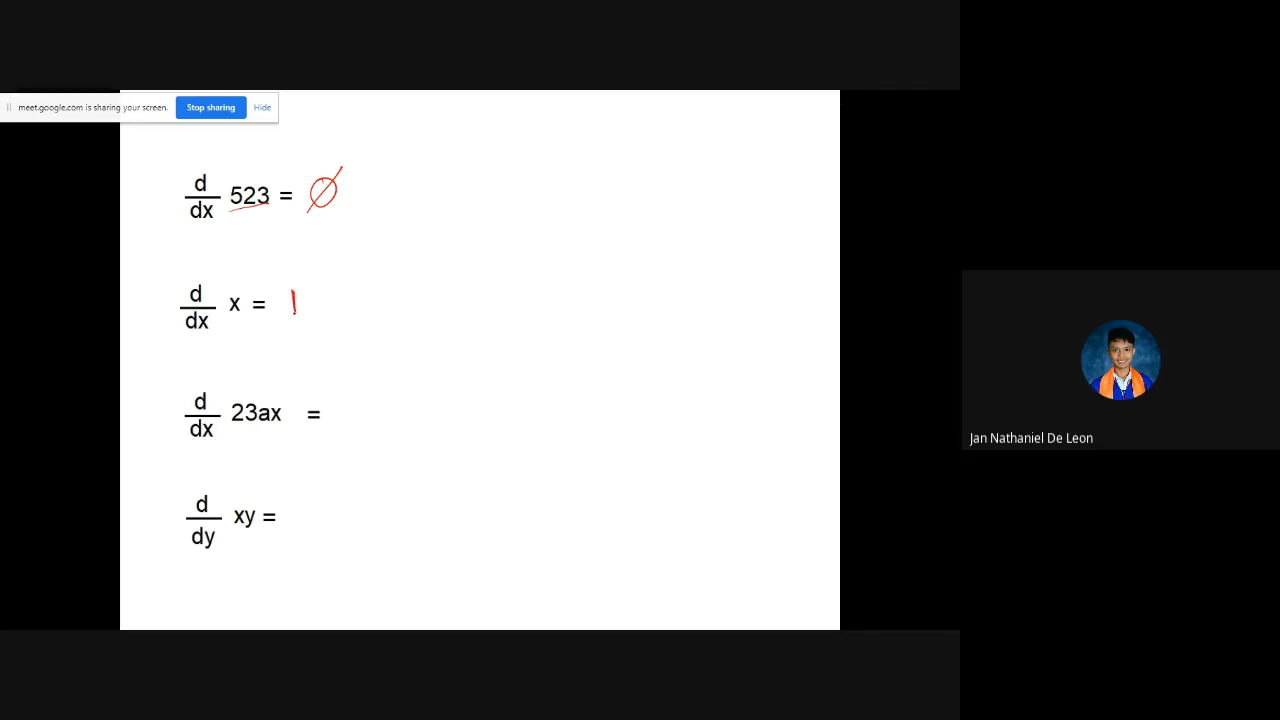 meet.google.com is sharing your screen. Stop sharing Hide
d/dx 523 = ∅
d/dx x = 1
d/dx 23ax =
d/dy xy =
Jan Nathaniel De Leon